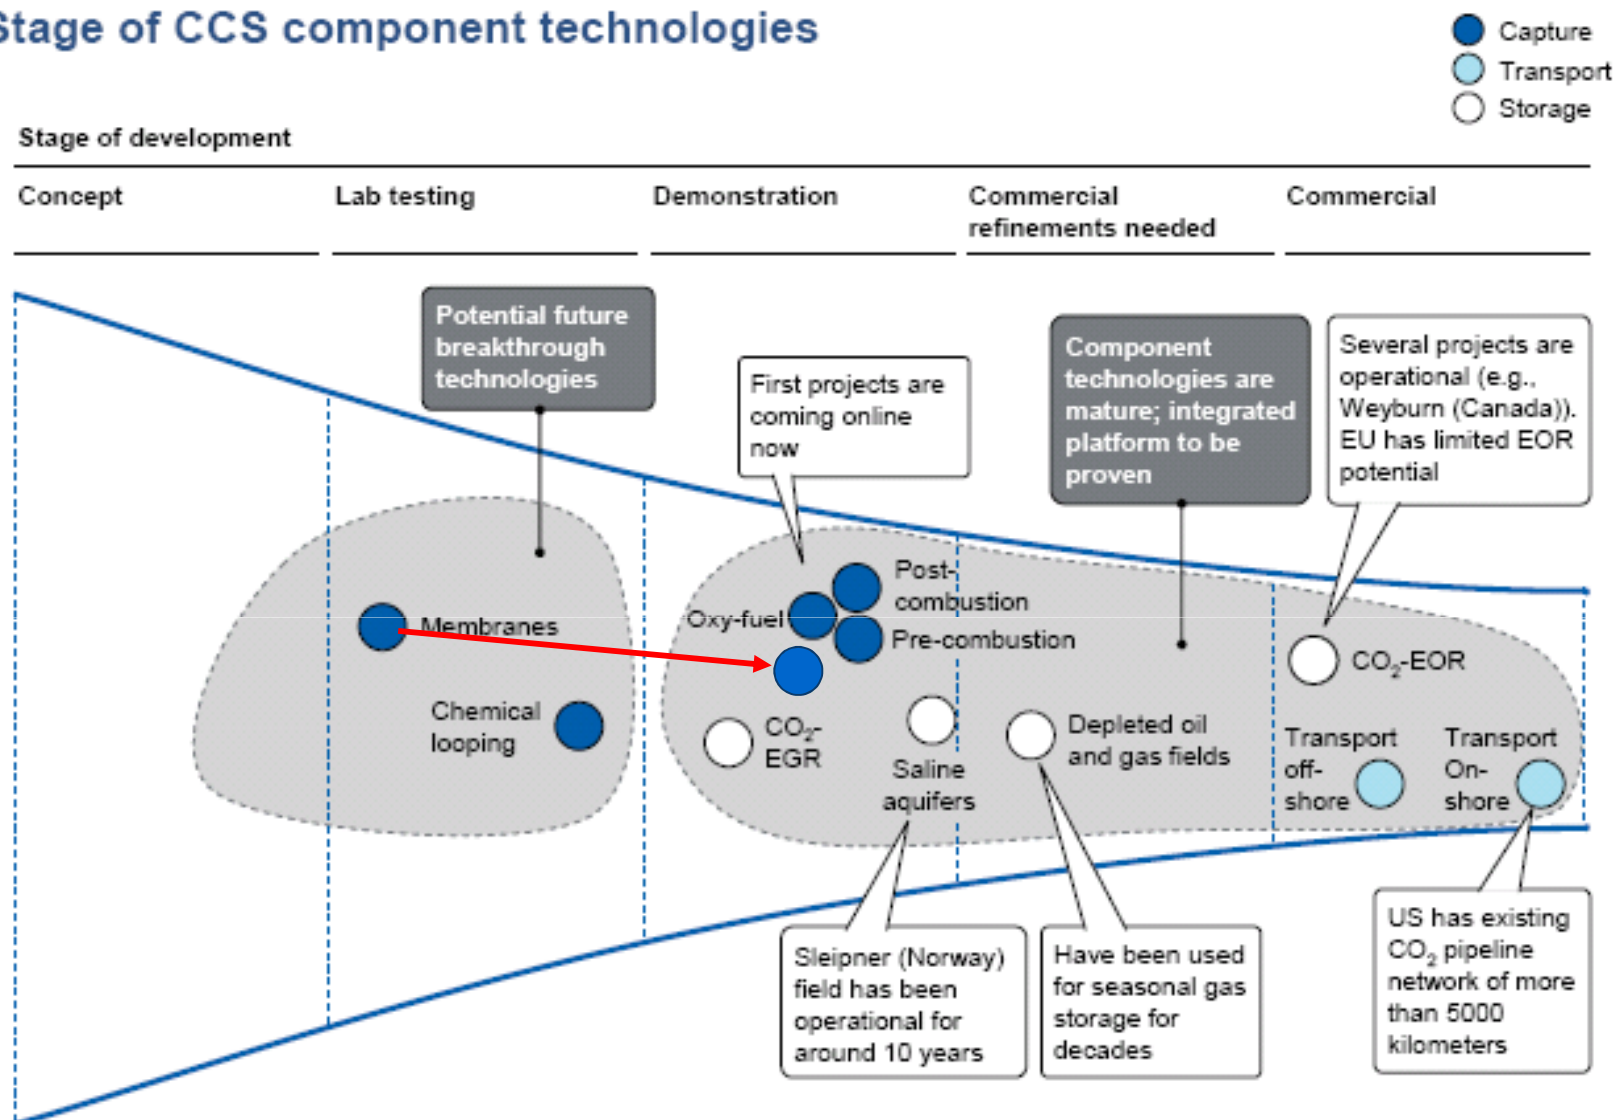 Stage of CCS component technologies
Capture
Transport
Storage
Stage of development
Concept
Lab testing
Demonstration
Commercial
refinements needed
Commercial
Potential future
breakthrough
technologies
First projects are
coming online
now
Component
technologies are
mature; integrated
platform to be
proven
Several projects are
operational (e.g.,
Weyburn (Canada)).
EU has limited EOR
potential
Membranes
Chemical
looping
Oxy-fuel
Post-
combustion
Pre-combustion
CO₂-
EGR
Saline
aquifers
Depleted oil
and gas fields
CO₂-EOR
Transport
off-
shore
Transport
On-
shore
Sleipner (Norway)
field has been
operational for
around 10 years
Have been used
for seasonal gas
storage for
decades
US has existing
CO₂ pipeline
network of more
than 5000
kilometers